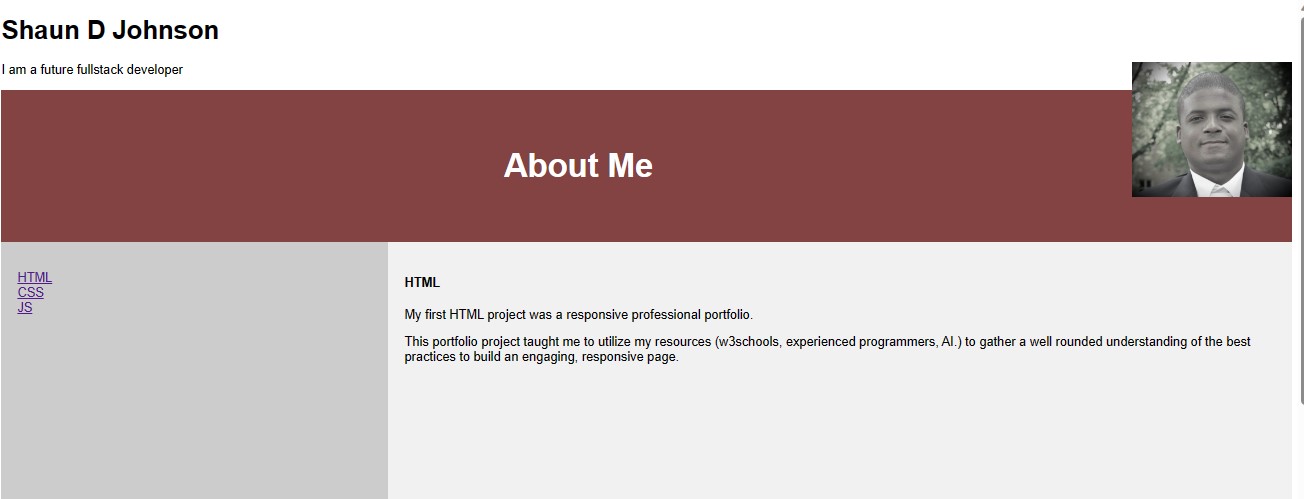 Shaun D Johnson
I am a future fullstack developer
About Me
HTML
CSS
JS
HTML
My first HTML project was a responsive professional portfolio.
This portfolio project taught me to utilize my resources (w3schools, experienced programmers, AI.) to gather a well rounded understanding of the best
practices to build an engaging, responsive page.